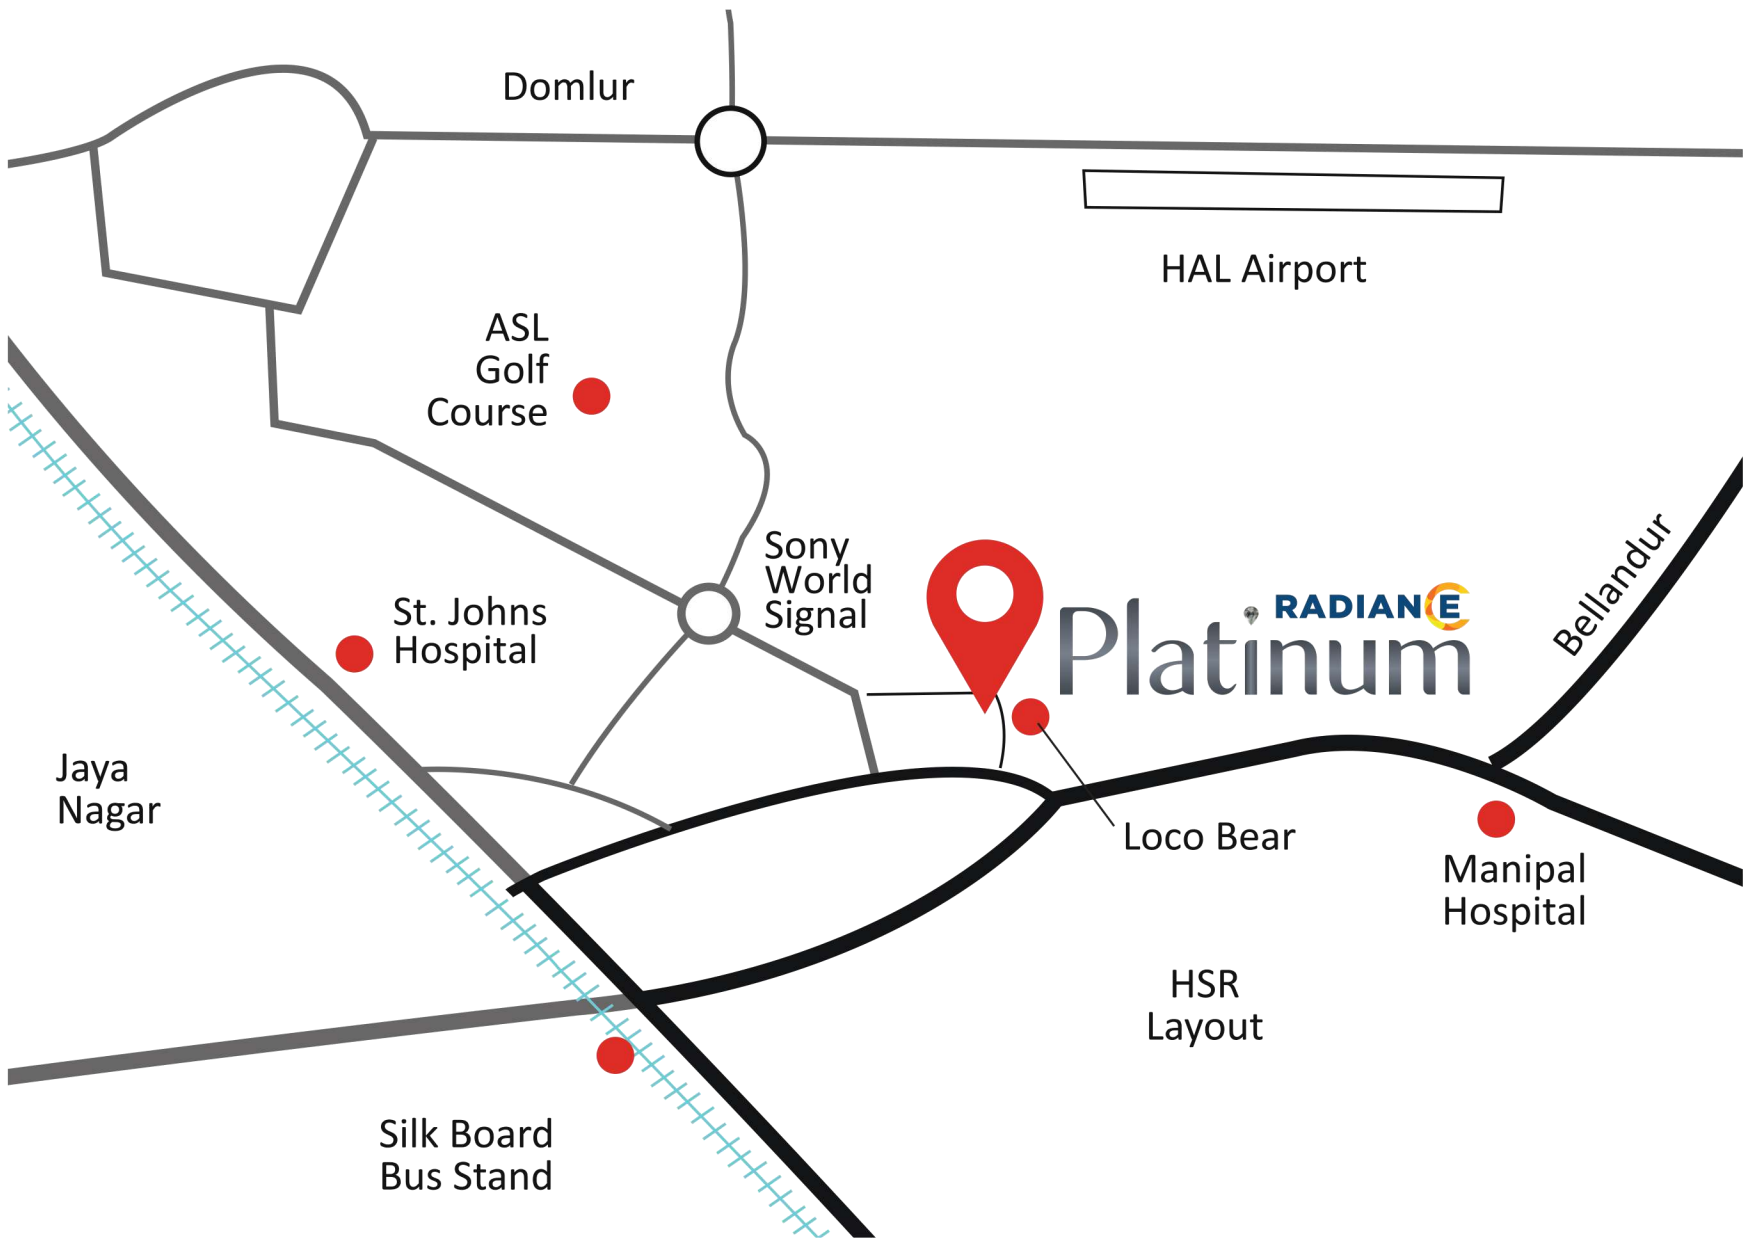 Domlur
HAL Airport
ASL
Golf
Course
Sony
World
Signal
St. Johns
Hospital
RADIANCE
Platinum
Bellandur
Jaya
Nagar
Loco Bear
Manipal
Hospital
HSR
Layout
Silk Board
Bus Stand